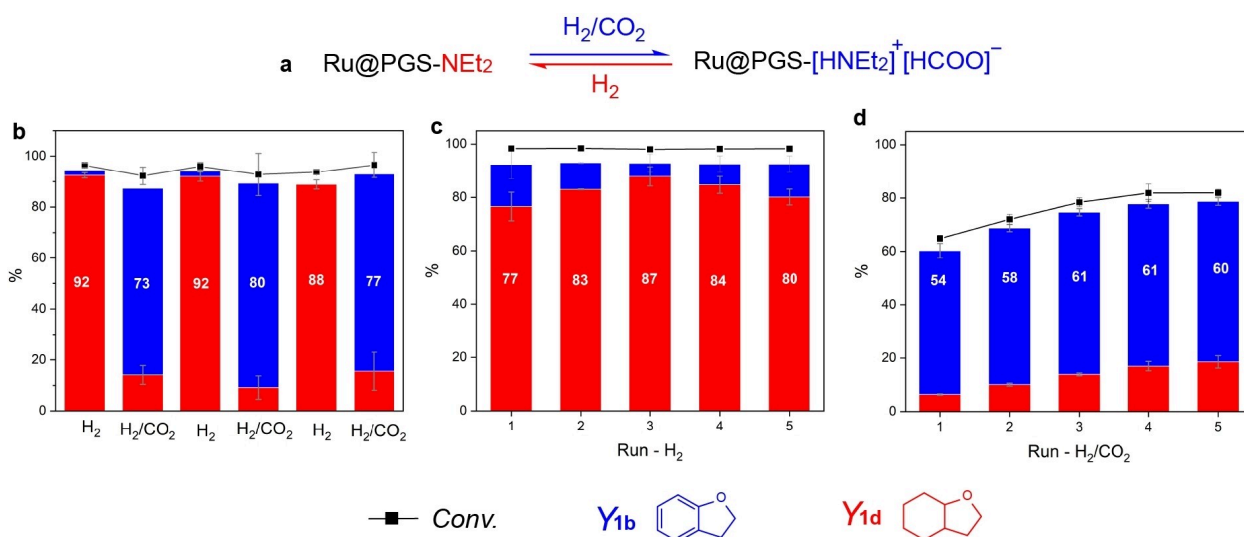 H₂/CO₂
a Ru@PGS-NEt₂ Ru@PGS-[HNEt₂]⁺[HCOO]⁻
H₂
b
%
100
80
60
40
20
0
92 73 92 80 88 77
H₂ H₂/CO₂ H₂ H₂/CO₂ H₂ H₂/CO₂
c
%
100
80
60
40
20
0
77 83 87 84 80
1 2 3 4 5
Run - H₂
d
%
100
80
60
40
20
0
54 58 61 61 60
1 2 3 4 5
Run - H₂/CO₂
Conv. Y1b O Y1d O